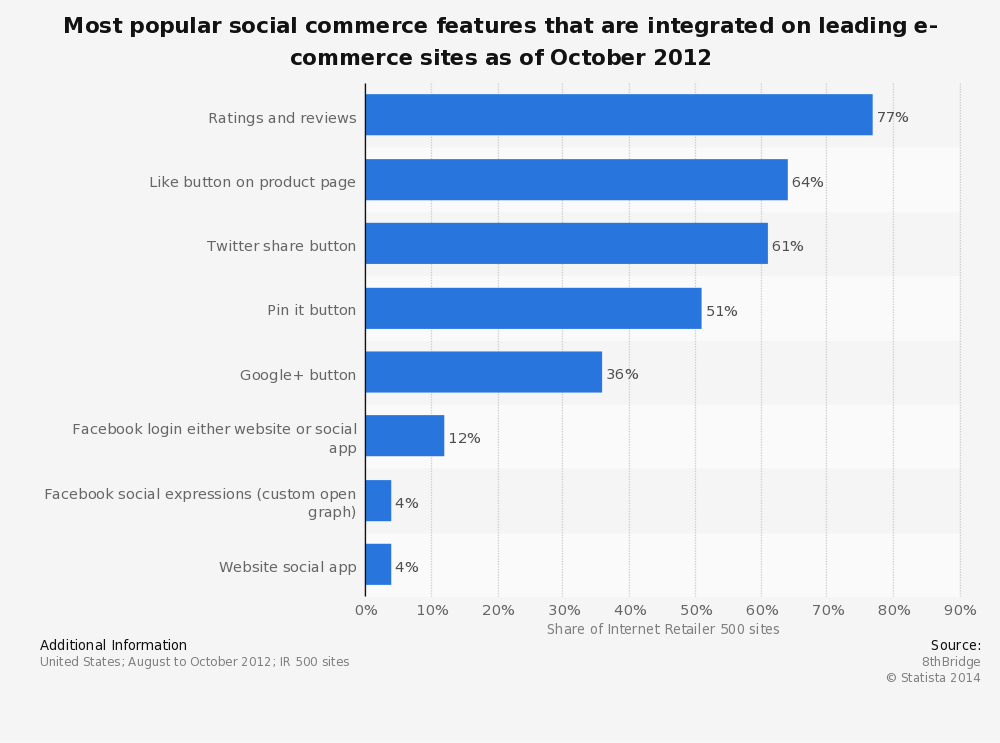 Most popular social commerce features that are integrated on leading e-
commerce sites as of October 2012
Ratings and reviews
77%
Like button on product page
64%
Twitter share button
61%
Pin it button
51%
Google+ button
36%
Facebook login either website or social
app
12%
Facebook social expressions (custom open
graph)
4%
Website social app
4%
0% 10% 20% 30% 40% 50% 60% 70% 80% 90%
Share of Internet Retailer 500 sites
Additional Information
United States; August to October 2012; IR 500 sites
Source:
8thBridge
© Statista 2014